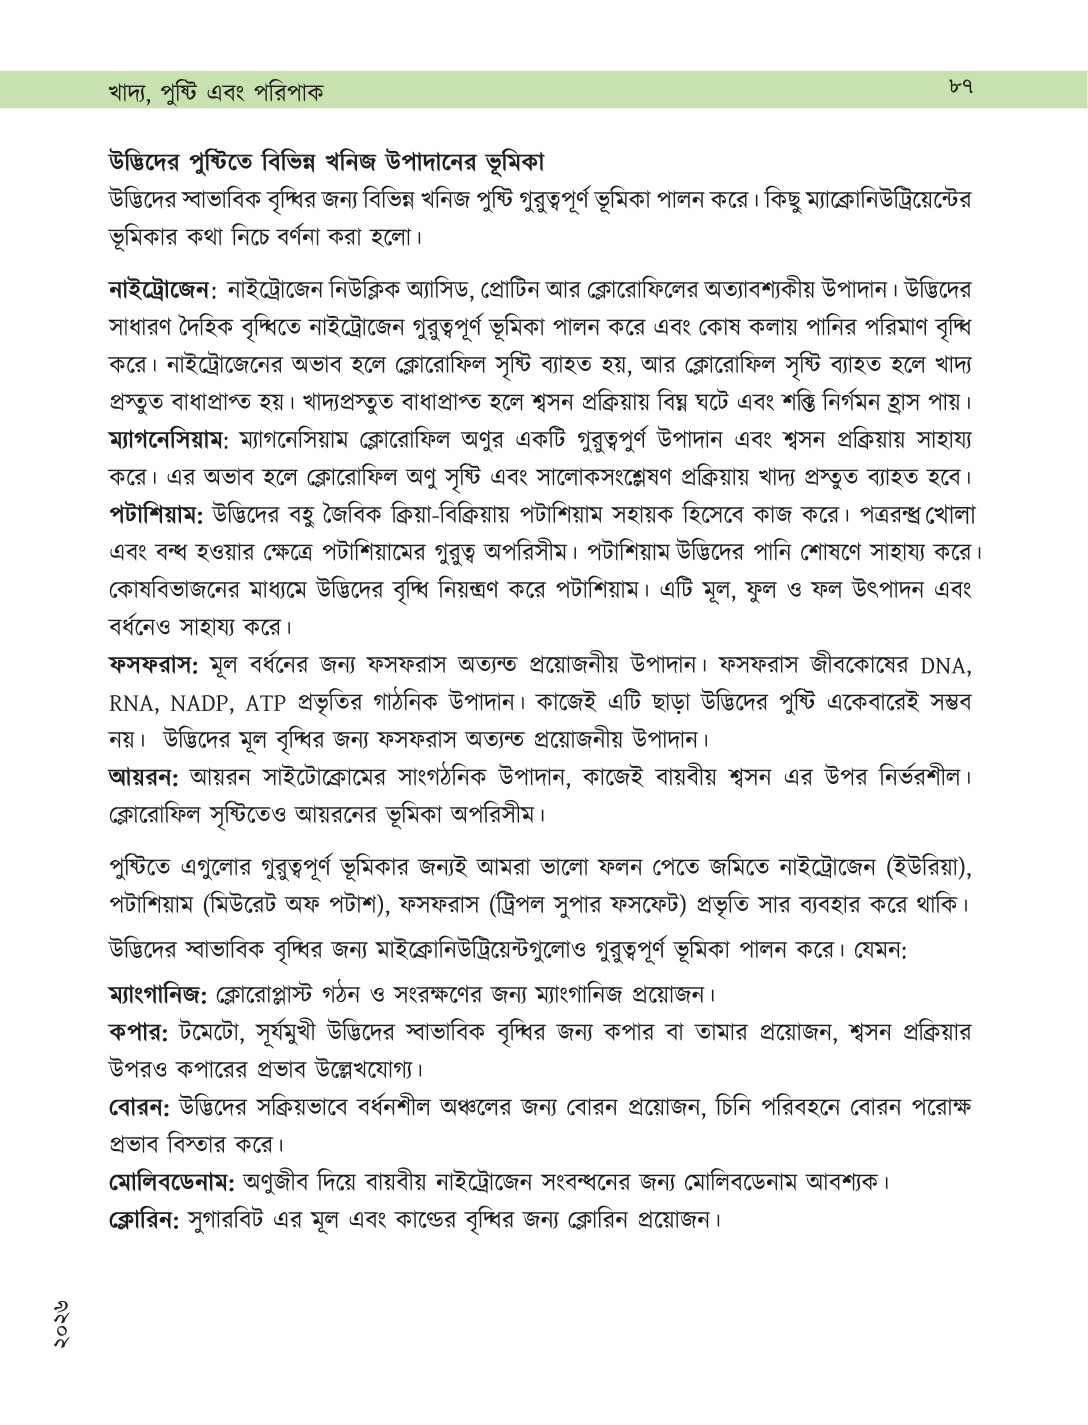 খাদ্য, পুষ্টি এবং পরিপাক
৮৭
উদ্ভিদের পুষ্টিতে বিভিন্ন খনিজ উপাদানের ভূমিকা
উদ্ভিদের স্বাভাবিক বৃদ্ধির জন্য বিভিন্ন খনিজ পুষ্টি গুরুত্বপূর্ণ ভূমিকা পালন করে। কিছু ম্যাক্রোনিউট্রিয়েন্টের
ভূমিকার কথা নিচে বর্ণনা করা হলো।
নাইট্রোজেন: নাইট্রোজেন নিউক্লিক অ্যাসিড, প্রোটিন আর ক্লোরোফিলের অত্যাবশ্যকীয় উপাদান। উদ্ভিদের
সাধারণ দৈহিক বৃদ্ধিতে নাইট্রোজেন গুরুত্বপূর্ণ ভূমিকা পালন করে এবং কোষ কলায় পানির পরিমাণ বৃদ্ধি
করে। নাইট্রোজেনের অভাব হলে ক্লোরোফিল সৃষ্টি ব্যাহত হয়, আর ক্লোরোফিল সৃষ্টি ব্যাহত হলে খাদ্য
প্রস্তুত বাধাপ্রাপ্ত হয়। খাদ্যপ্রস্তুত বাধাপ্রাপ্ত হলে শ্বসন প্রক্রিয়ায় বিঘ্ন ঘটে এবং শক্তি নির্গমন হ্রাস পায়।
ম্যাগনেসিয়াম: ম্যাগনেসিয়াম ক্লোরোফিল অণুর একটি গুরুত্বপুর্ণ উপাদান এবং শ্বসন প্রক্রিয়ায় সাহায্য
করে। এর অভাব হলে ক্লোরোফিল অণু সৃষ্টি এবং সালোকসংশ্লেষণ প্রক্রিয়ায় খাদ্য প্রস্তুত ব্যাহত হবে।
পটাশিয়াম: উদ্ভিদের বহু জৈবিক ক্রিয়া-বিক্রিয়ায় পটাশিয়াম সহায়ক হিসেবে কাজ করে। পত্ররন্ধ্র খোলা
এবং বন্ধ হওয়ার ক্ষেত্রে পটাশিয়ামের গুরুত্ব অপরিসীম। পটাশিয়াম উদ্ভিদের পানি শোষণে সাহায্য করে।
কোষবিভাজনের মাধ্যমে উদ্ভিদের বৃদ্ধি নিয়ন্ত্রণ করে পটাশিয়াম। এটি মূল, ফুল ও ফল উৎপাদন এবং
বর্ধনেও সাহায্য করে।
ফসফরাস: মূল বর্ধনের জন্য ফসফরাস অত্যন্ত প্রয়োজনীয় উপাদান। ফসফরাস জীবকোষের DNA,
RNA, NADP, ATP প্রভৃতির গাঠনিক উপাদান। কাজেই এটি ছাড়া উদ্ভিদের পুষ্টি একেবারেই সম্ভব
নয়। উদ্ভিদের মূল বৃদ্ধির জন্য ফসফরাস অত্যন্ত প্রয়োজনীয় উপাদান।
আয়রন: আয়রন সাইটোক্রোমের সাংগঠনিক উপাদান, কাজেই বায়বীয় শ্বসন এর উপর নির্ভরশীল।
ক্লোরোফিল সৃষ্টিতেও আয়রনের ভূমিকা অপরিসীম।
পুষ্টিতে এগুলোর গুরুত্বপূর্ণ ভূমিকার জন্যই আমরা ভালো ফলন পেতে জমিতে নাইট্রোজেন (ইউরিয়া),
পটাশিয়াম (মিউরেট অফ পটাশ), ফসফরাস (ট্রিপল সুপার ফসফেট) প্রভৃতি সার ব্যবহার করে থাকি।
উদ্ভিদের স্বাভাবিক বৃদ্ধির জন্য মাইক্রোনিউট্রিয়েন্টগুলোও গুরুত্বপূর্ণ ভূমিকা পালন করে। যেমন:
ম্যাংগানিজ: ক্লোরোপ্লাস্ট গঠন ও সংরক্ষণের জন্য ম্যাংগানিজ প্রয়োজন।
কপার: টমেটো, সূর্যমুখী উদ্ভিদের স্বাভাবিক বৃদ্ধির জন্য কপার বা তামার প্রয়োজন, শ্বসন প্রক্রিয়ার
উপরও কপারের প্রভাব উল্লেখযোগ্য।
বোরন: উদ্ভিদের সক্রিয়ভাবে বর্ধনশীল অঞ্চলের জন্য বোরন প্রয়োজন, চিনি পরিবহনে বোরন পরোক্ষ
প্রভাব বিস্তার করে।
মোলিবডেনাম: অণুজীব দিয়ে বায়বীয় নাইট্রোজেন সংবন্ধনের জন্য মোলিবডেনাম আবশ্যক।
ক্লোরিন: সুগারবিট এর মূল এবং কাণ্ডের বৃদ্ধির জন্য ক্লোরিন প্রয়োজন।
২০২৬